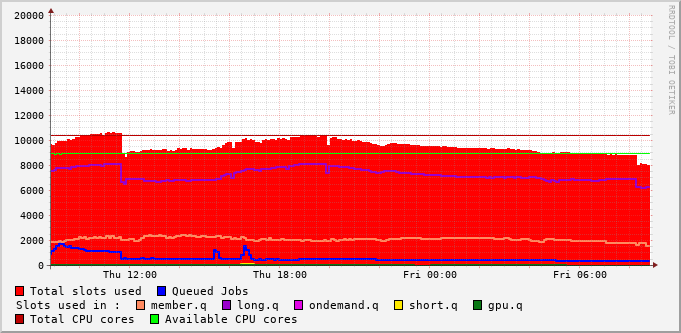 20000
18000
16000
14000
12000
10000
8000
6000
4000
2000
0
Thu 12:00 Thu 18:00 Fri 00:00 Fri 06:00
Total slots used Queued Jobs
Slots used in : member.q long.q ondemand.q short.q gpu.q
Total CPU cores Available CPU cores
RRDTOOL / TOBI OETIKER